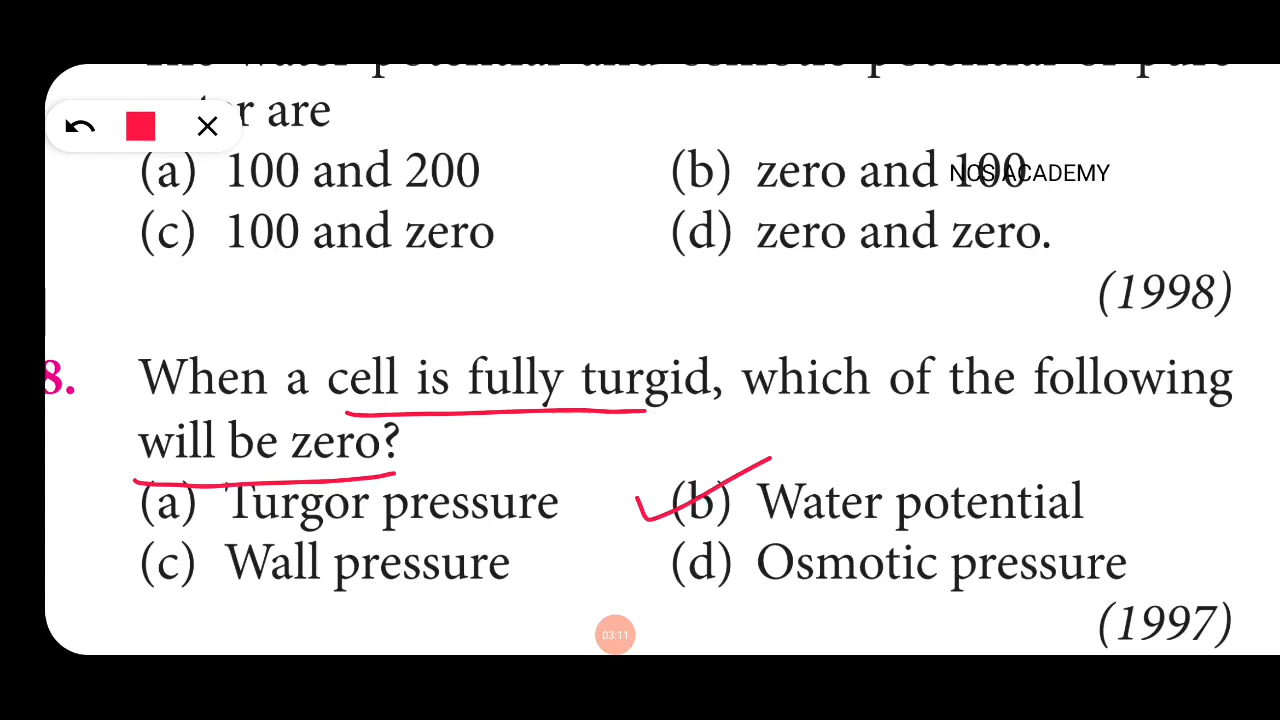 r are
(a) 100 and 200 (b) zero and 100
NCS ACADEMY
(c) 100 and zero (d) zero and zero.
(1998)
8. When a cell is fully turgid, which of the following
will be zero?
(a) Turgor pressure (b) Water potential
(c) Wall pressure (d) Osmotic pressure
(1997)
03:11